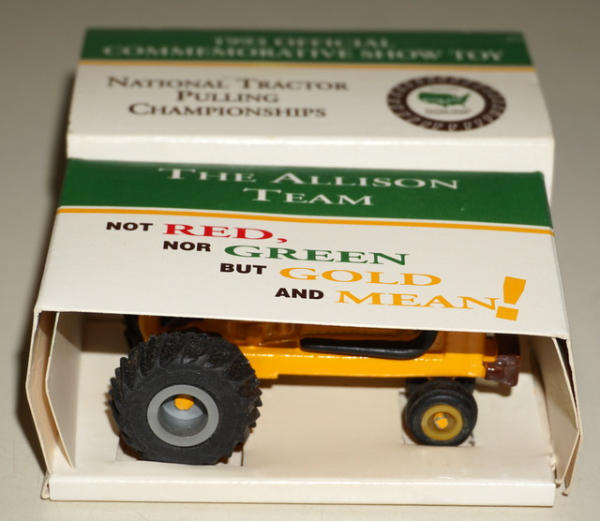 1993 OFFICIAL
COMMEMORATIVE SHOW TOY
NATIONAL TRACTOR
PULLING
CHAMPIONSHIPS
THE ALLISON
TEAM
NOT RED,
NOR GREEN
BUT GOLD
AND MEAN!